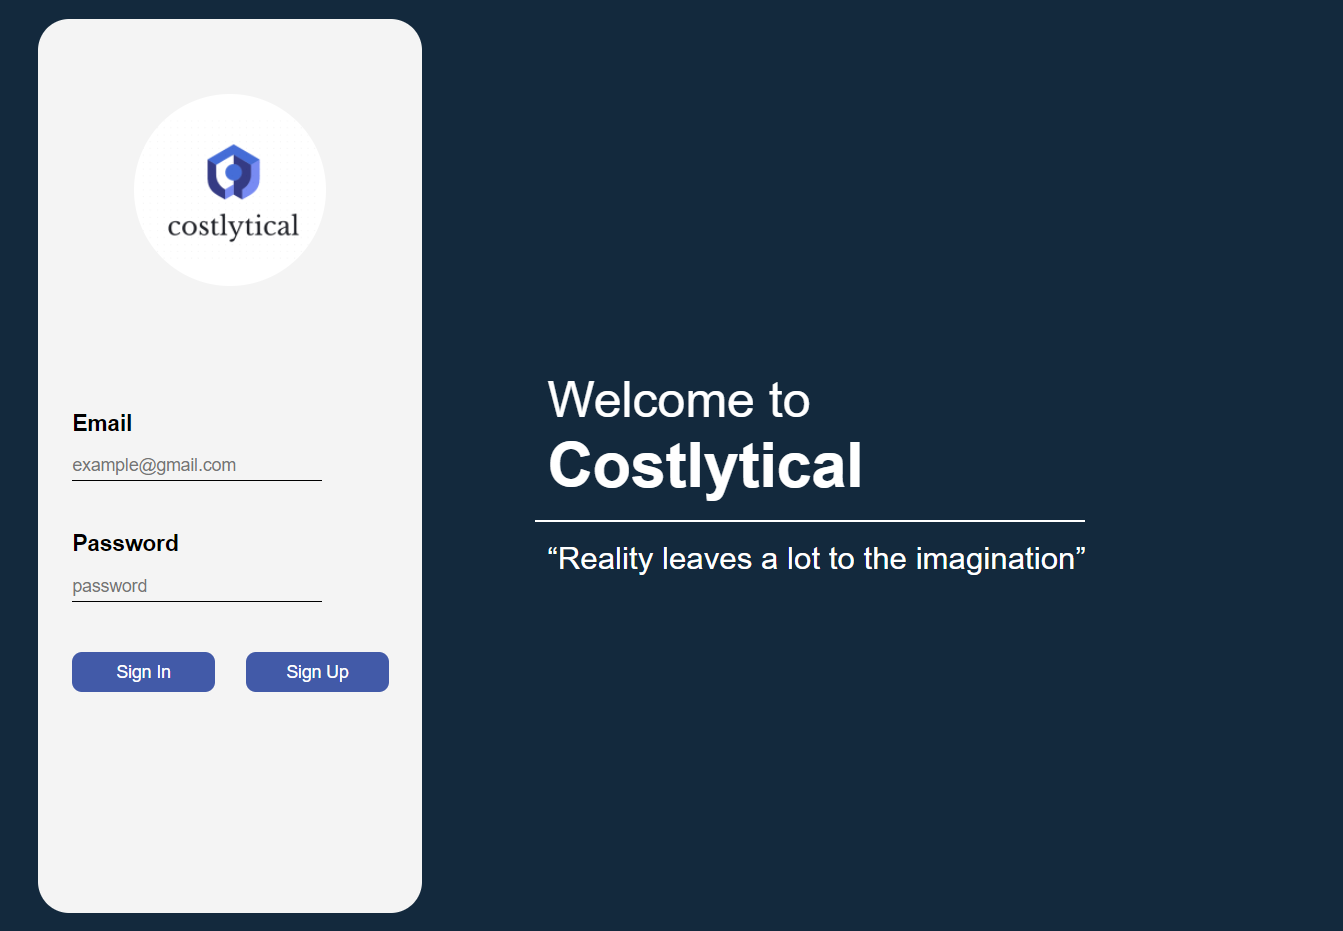 costlytical
Email
example@gmail.com
Password
password
Sign In
Sign Up
Welcome to
Costlytical
“Reality leaves a lot to the imagination”